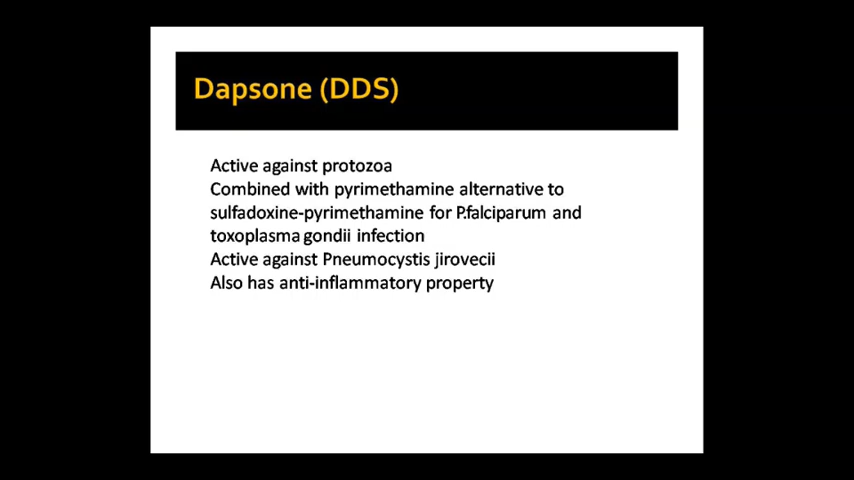 Dapsone (DDS)
Active against protozoa
Combined with pyrimethamine alternative to
sulfadoxine-pyrimethamine for P.falciparum and
toxoplasma gondii infection
Active against Pneumocystis jirovecii
Also has anti-inflammatory property